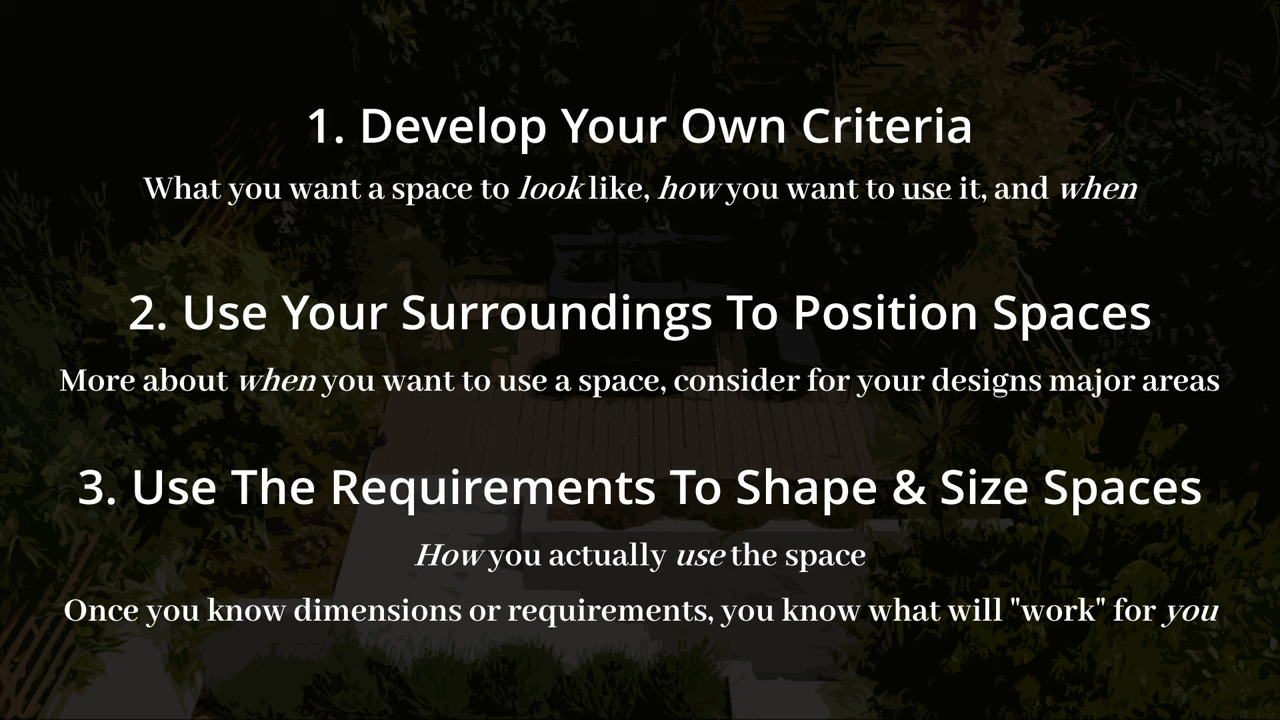 1. Develop Your Own Criteria
What you want a space to look like, how you want to use it, and when
2. Use Your Surroundings To Position Spaces
More about when you want to use a space, consider for your designs major areas
3. Use The Requirements To Shape & Size Spaces
How you actually use the space
Once you know dimensions or requirements, you know what will "work" for you